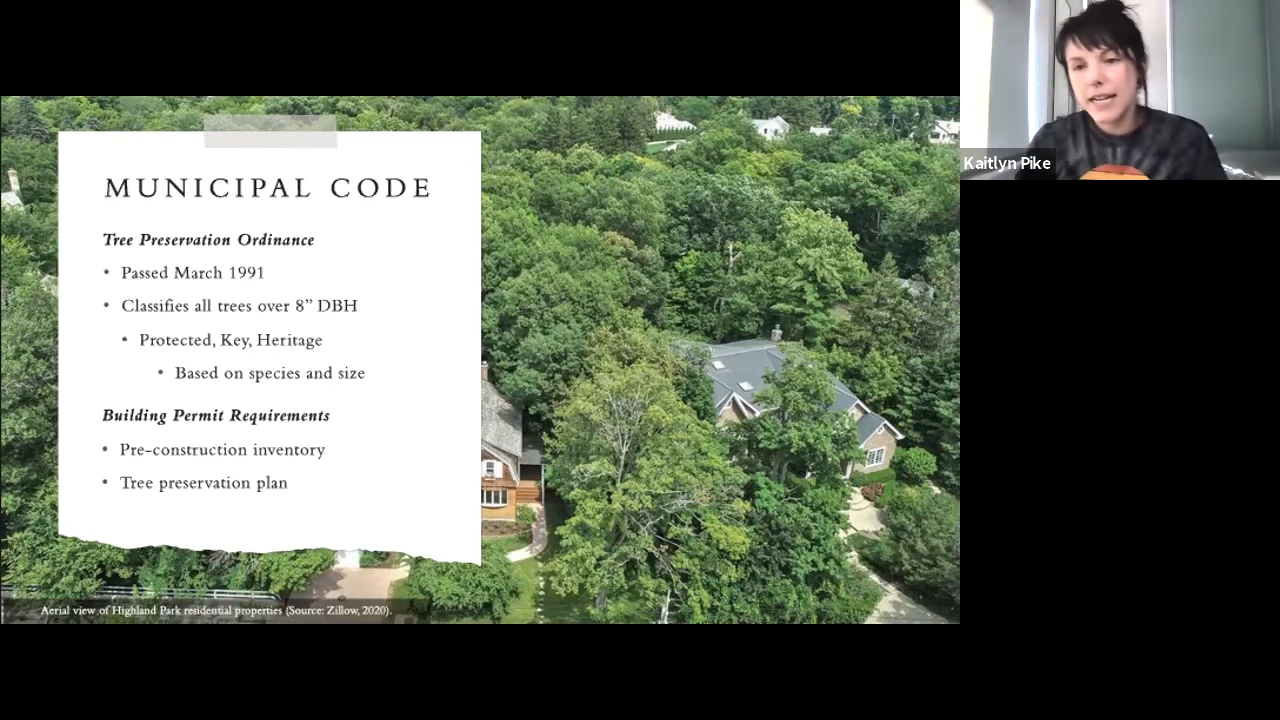 MUNICIPAL CODE
Tree Preservation Ordinance
• Passed March 1991
• Classifies all trees over 8” DBH
• Protected, Key, Heritage
• Based on species and size
Building Permit Requirements
• Pre-construction inventory
• Tree preservation plan
Aerial view of Highland Park residential properties (Source: Zillow, 2020).
Kaitlyn Pike